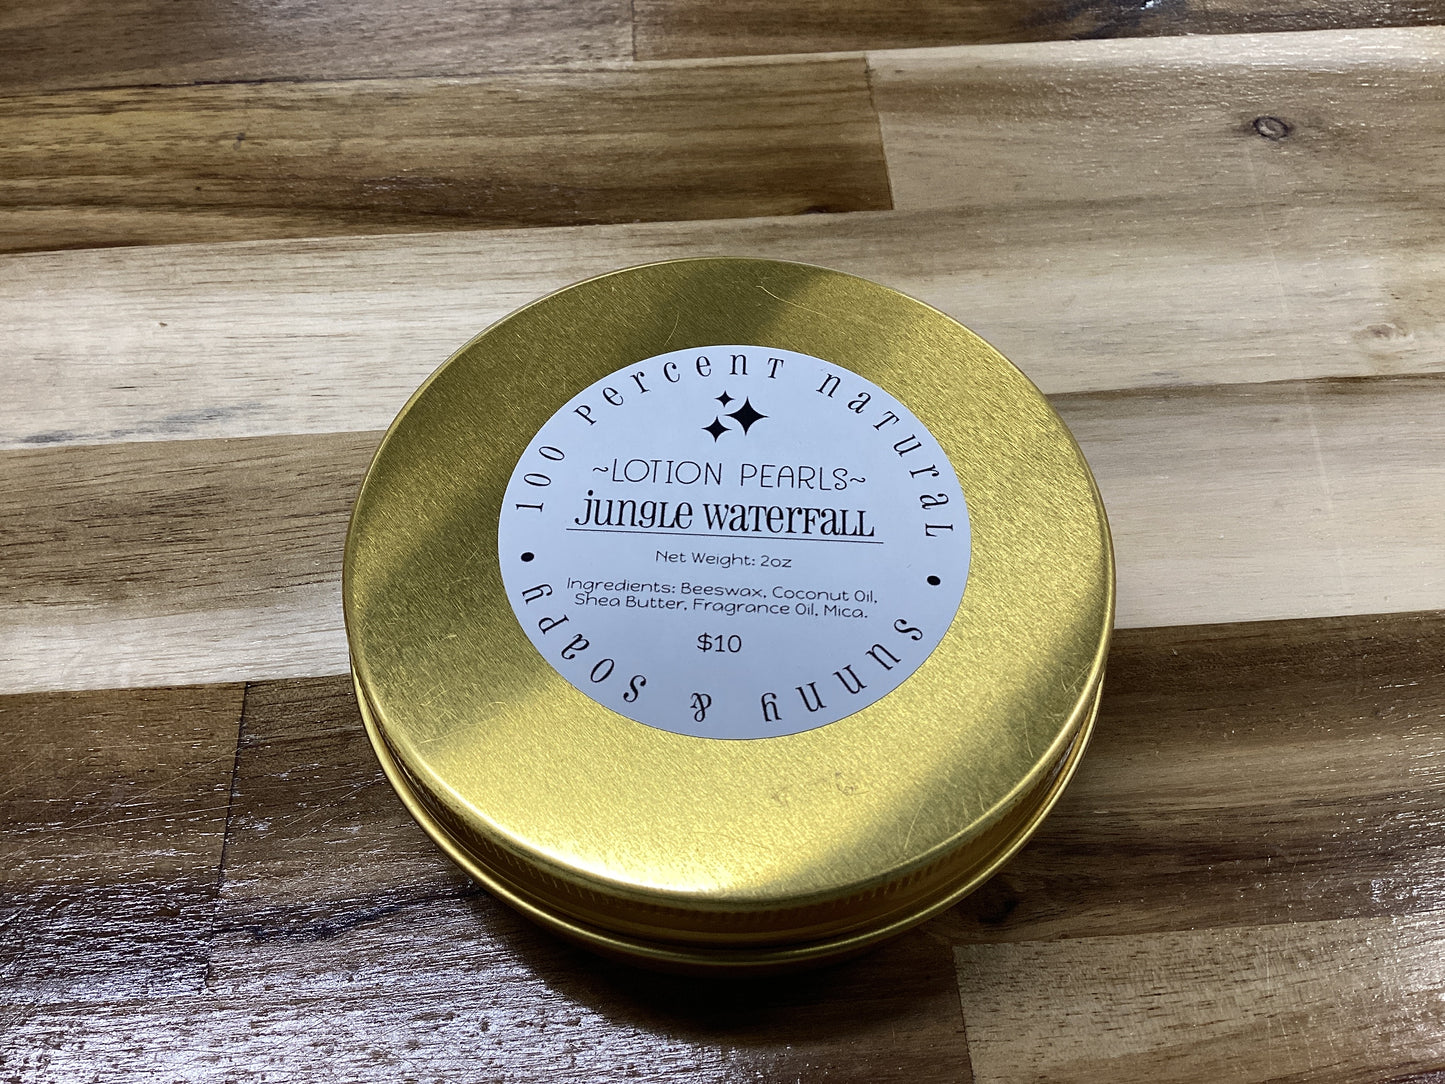 100 Percent Natural
~LOTION PEARLS~
Jungle Waterfall
Net Weight: 2oz
Ingredients: Beeswax, Coconut Oil,
Shea Butter, Fragrance Oil, Mica.
$10
Sunny & Soapy